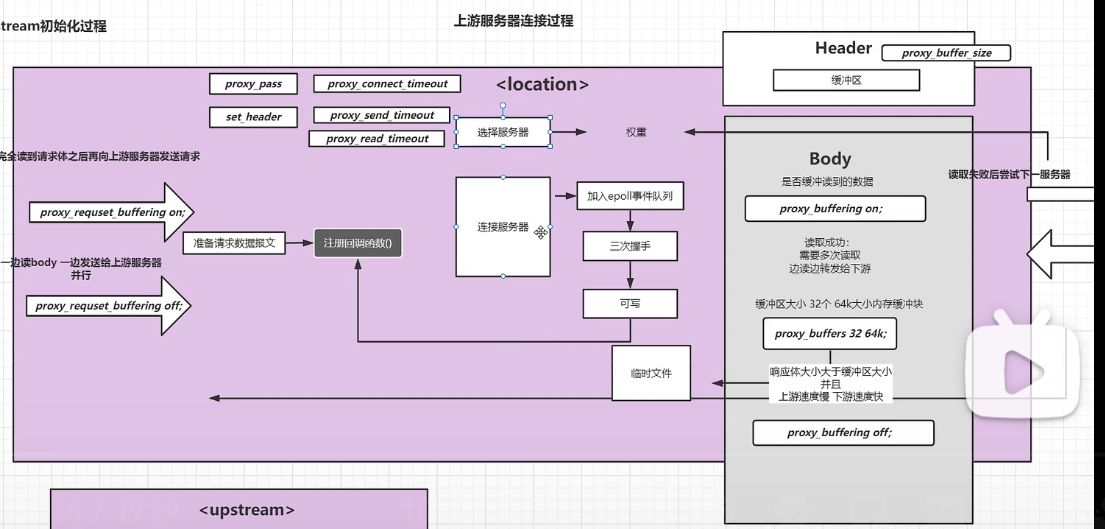 stream初始化过程
上游服务器连接过程
Header
proxy_buffer_size
缓冲区
proxy_pass
proxy_connect_timeout
<location>
set_header
proxy_send_timeout
proxy_read_timeout
选择服务器
权重
完全读到请求体之后再向上游服务器发送请求
proxy_requset_buffering on;
准备请求数据报文
注册回调函数()
连接服务器
加入epoll事件队列
三次握手
可写
一边读body 一边发送给上游服务器
并行
proxy_requset_buffering off;
临时文件
Body
是否缓冲读到的数据
proxy_buffering on;
读取成功:
需要多次读取
边读边转发给下游
缓冲区大小 32个 64k大小内存缓冲块
proxy_buffers 32 64k;
响应体大小大于缓冲区大小
并且
上游速度慢 下游速度快
proxy_buffering off;
读取失败后尝试下一服务器
<upstream>